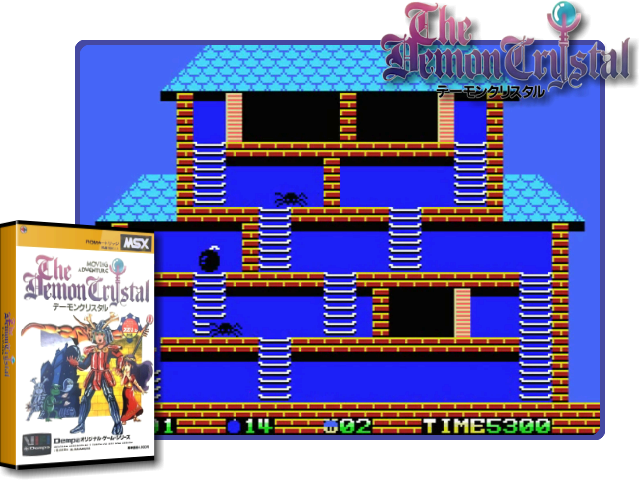 The
Demon Crystal
デーモンクリスタル
MSX
MOVING
ADVENTURE
The
Demon Crystal
デーモンクリスタル
Dempa オリジナル・ゲーム・シリーズ
01 14 02 TIME5300